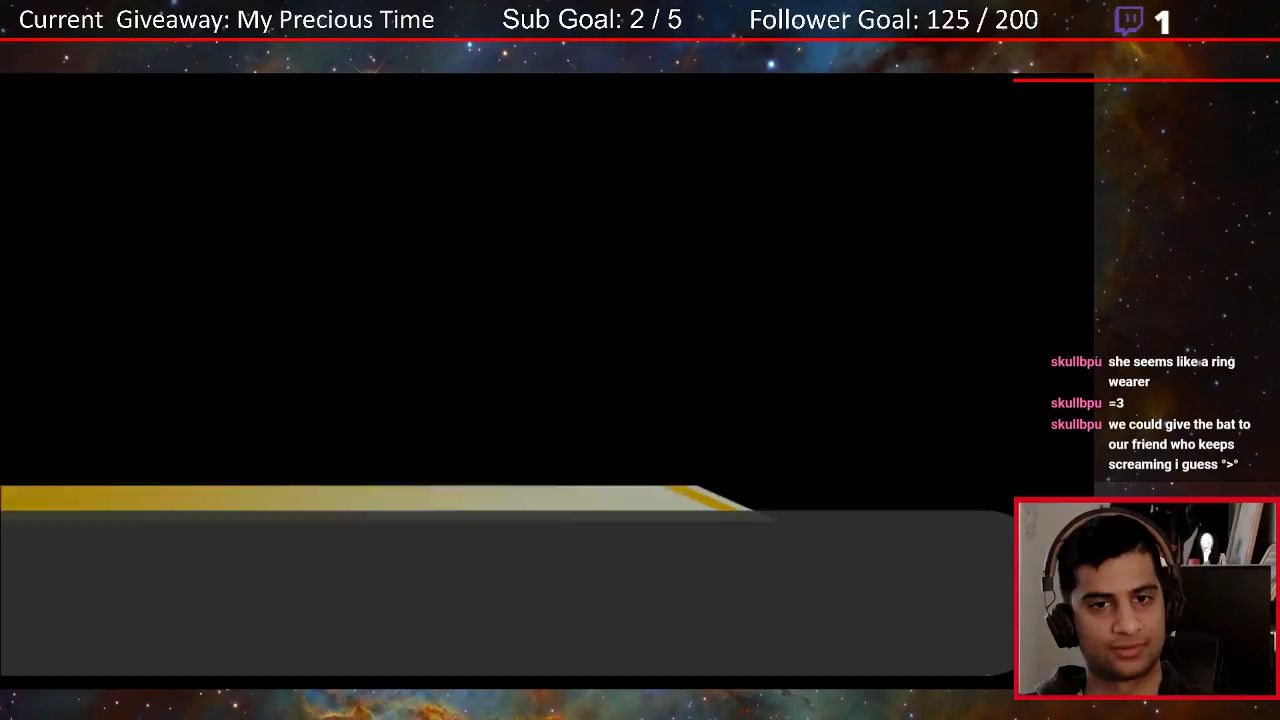 Current  Giveaway: My Precious Time
Sub Goal: 2 / 5
Follower Goal: 125 / 200
1
skullbpu she seems like a ring
wearer
skullbpu =3
skullbpu we could give the bat to
our friend who keeps
screaming i guess °>°